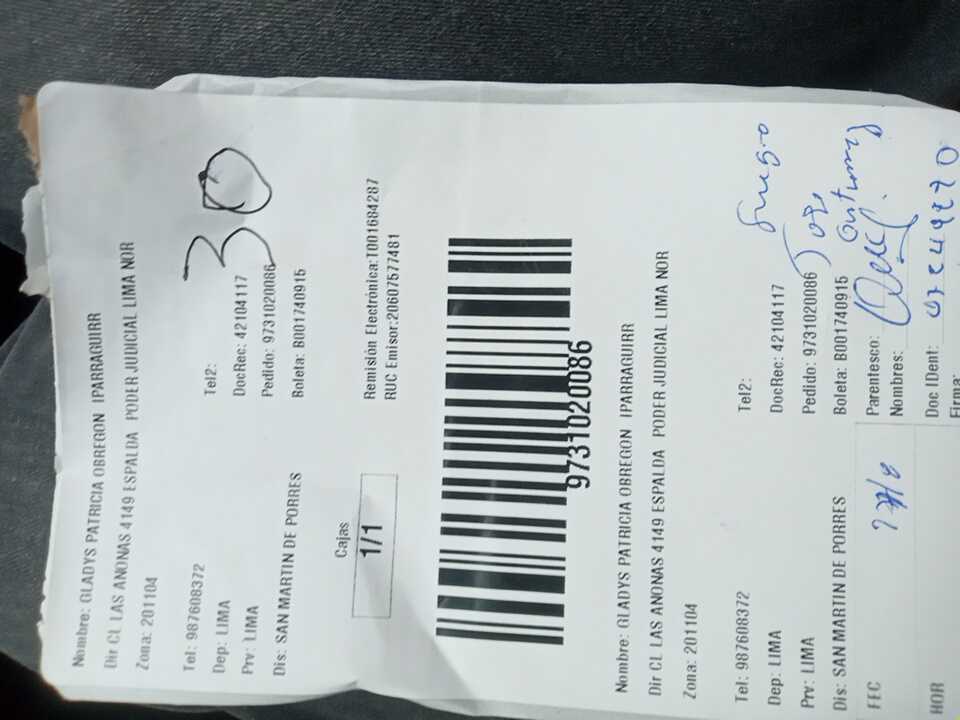 Nombre: GLADYS PATRICIA OBREGON IPARRAGUIRR
Dir CL LAS ANONAS 4149 ESPALDA PODER JUDICIAL LIMA NOR
Zona: 201104
30
Tel: 987608372
Tel2:
Dep: LIMA
DocRec: 42104117
Prv: LIMA
Pedido: 9731020086
Dis: SAN MARTIN DE PORRES
Boleta: B001740915
Cajas
1/1
Remisión Electrónica:T001684287
RUC Emisor:20607577481
9731020086
Nombre: GLADYS PATRICIA OBREGON IPARRAGUIRR
Dir CL LAS ANONAS 4149 ESPALDA PODER JUDICIAL LIMA NOR
Zona: 201104
Tel: 987608372
Tel2:
Dep: LIMA
DocRec: 42104117
Prv: LIMA
Pedido: 9731020086
Dis: SAN MARTIN DE PORRES
Boleta: B001740915
FEC
Parentesco:
Nombres:
Doc IDent:
HOR
Firma: